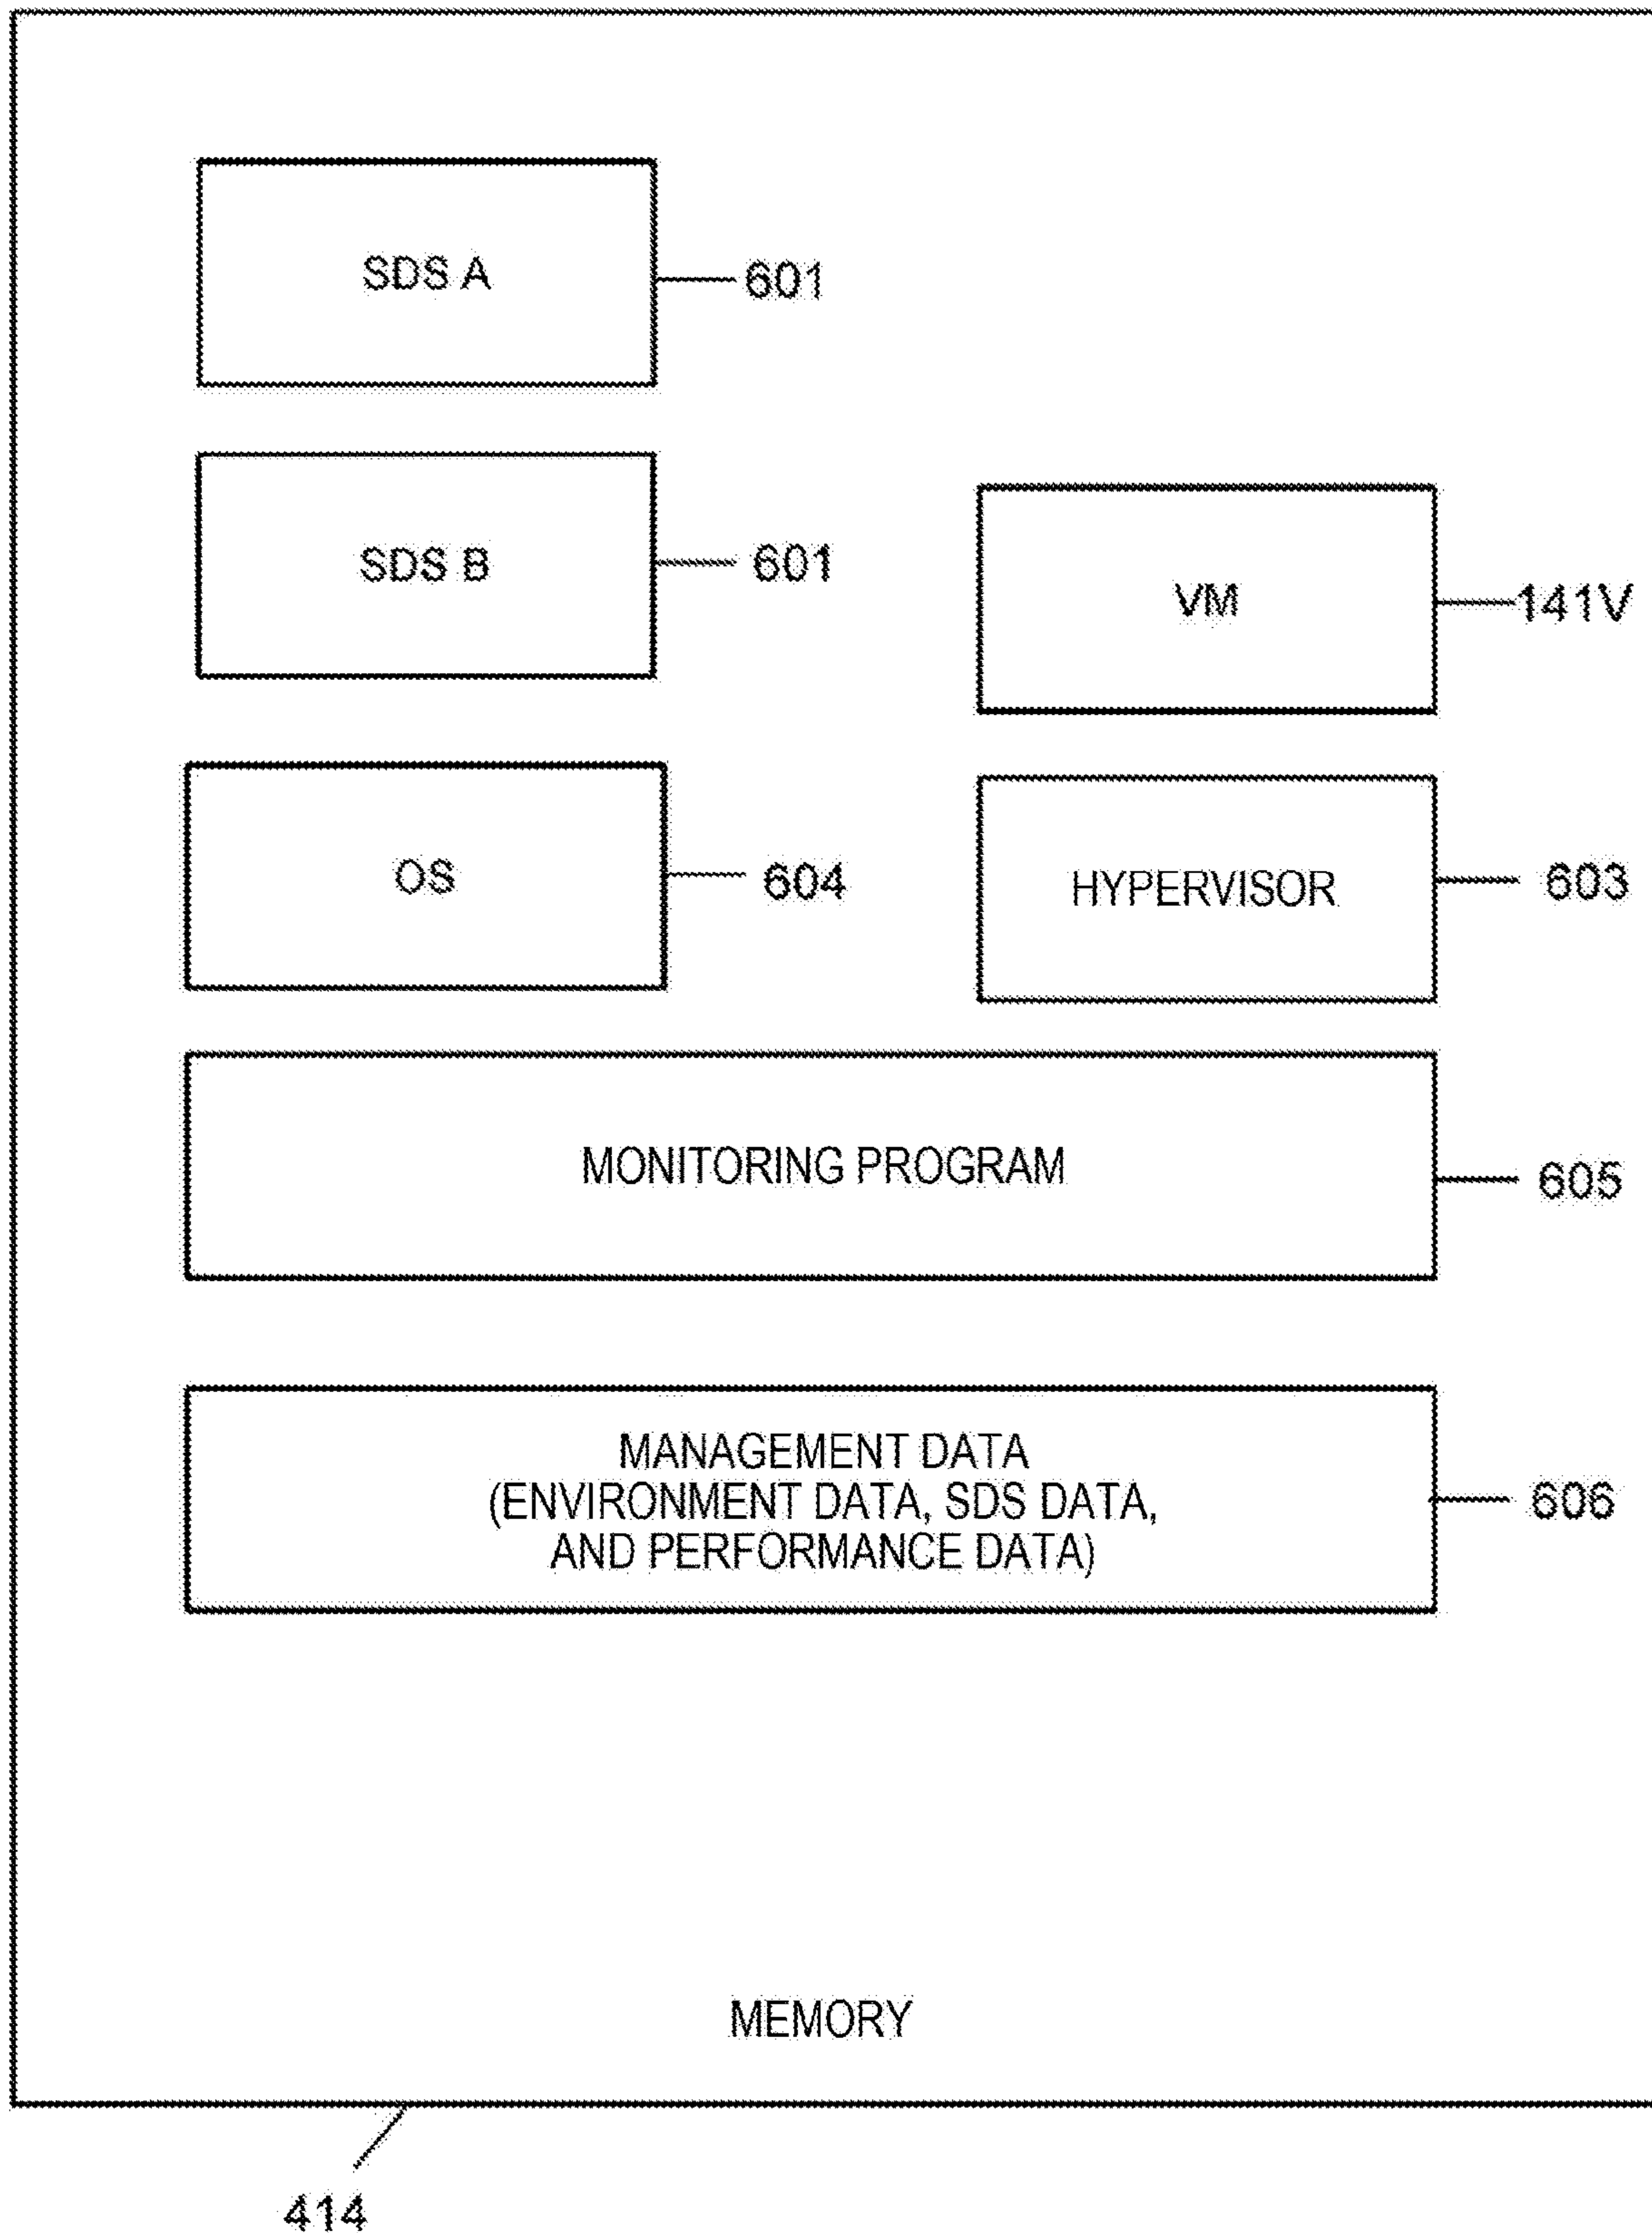 SDS A
601
SDS B
601
VM
141V
OS
604
HYPERVISOR
603
MONITORING PROGRAM
605
MANAGEMENT DATA
(ENVIRONMENT DATA, SDS DATA,
AND PERFORMANCE DATA)
606
MEMORY
414